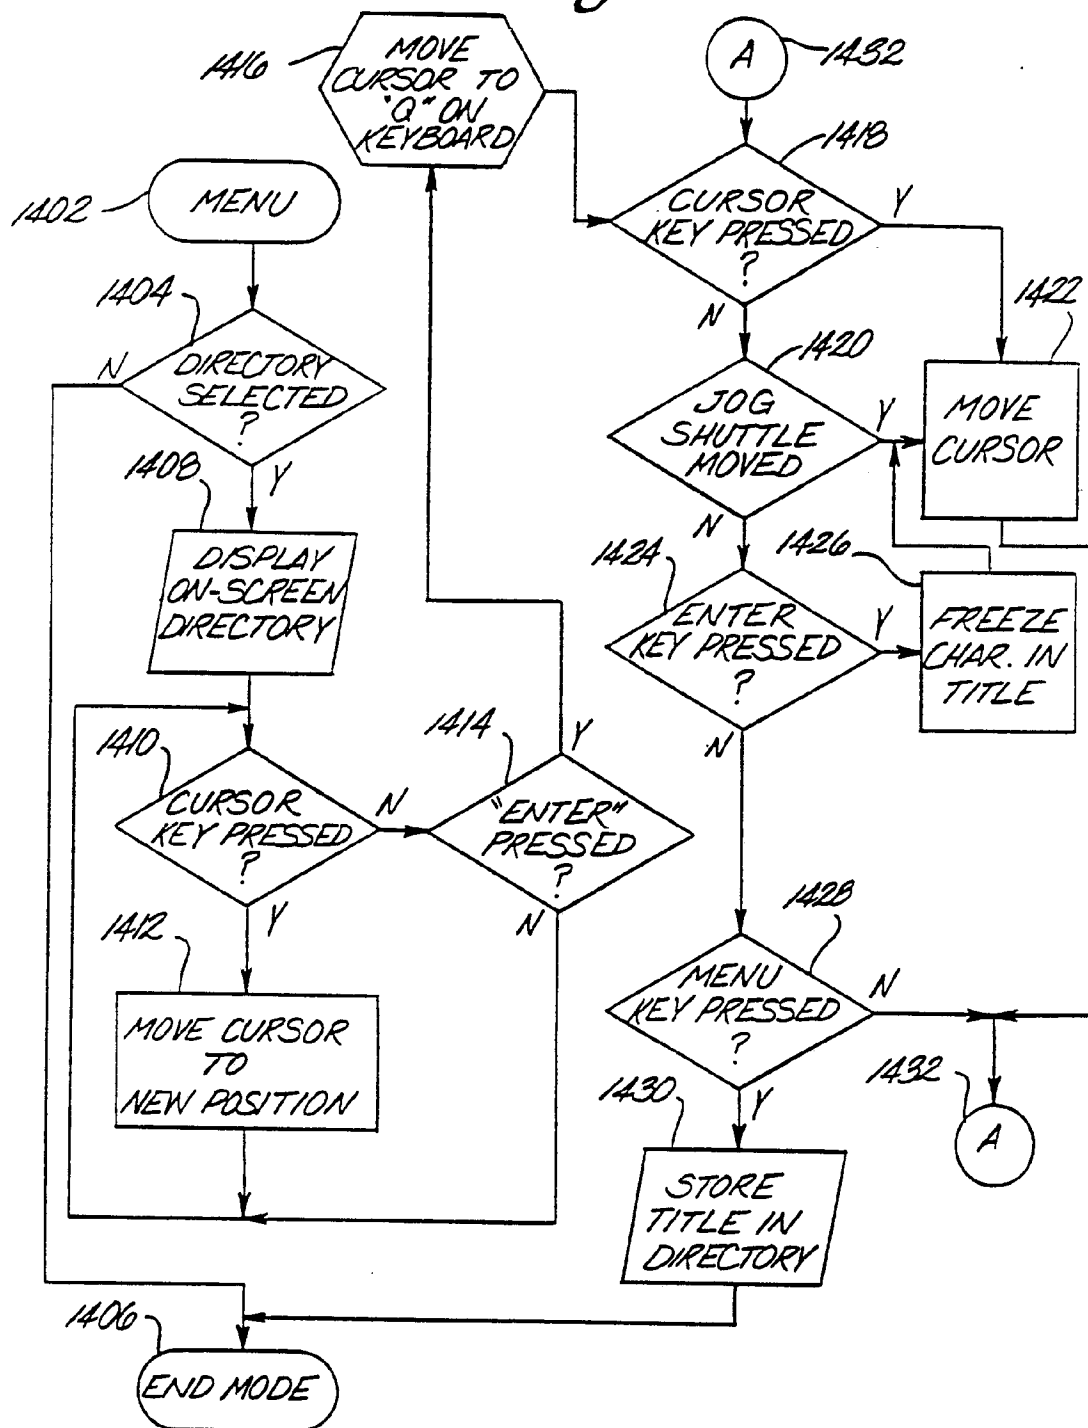 1416
MOVE
CURSOR TO
"Q" ON
KEYBOARD
A
1432
1418
CURSOR
KEY PRESSED
?
Y
N
1402
MENU
1404
N
DIRECTORY
SELECTED
?
Y
1408
DISPLAY
ON-SCREEN
DIRECTORY
1420
JOG
SHUTTLE
MOVED
Y
N
1422
MOVE
CURSOR
1424
ENTER
KEY PRESSED
?
Y
N
1426
FREEZE
CHAR. IN
TITLE
1410
CURSOR
KEY PRESSED
?
N
Y
1414
Y
"ENTER"
PRESSED
?
N
1412
MOVE CURSOR
TO
NEW POSITION
1428
MENU
KEY PRESSED
?
N
Y
1432
A
1430
STORE
TITLE IN
DIRECTORY
1406
END MODE